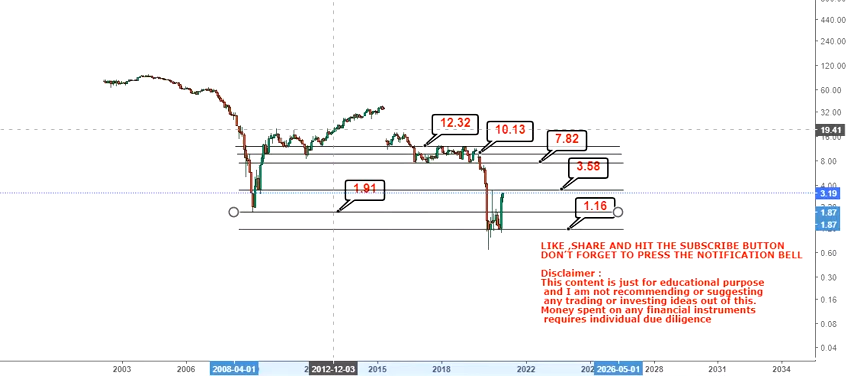 440.00
240.00
120.00
60.00
32.00
19.41
16.00
8.00
4.00
3.19
1.87
1.87
0.60
0.30
0.16
0.08
0.04
12.32
10.13
7.82
3.58
1.91
1.16
LIKE ,SHARE AND HIT THE SUBSCRIBE BUTTON
DON'T FORGET TO PRESS THE NOTIFICATION BELL
Disclaimer :
This content is just for educational purpose
and I am not recommending or suggesting
any trading or investing ideas out of this.
Money spent on any financial instruments
requires individual due diligence
2003 2006 2008-04-01 2012-12-03 2015 2018 2022 2026-05-01 2028 2031 2034